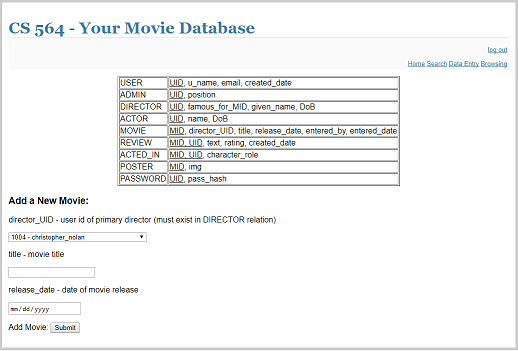 CS 564 - Your Movie Database
log out
Home Search Data Entry Browsing
USER UID, u_name, email, created_date
ADMIN UID, position
DIRECTOR UID, famous_for_MID, given_name, DoB
ACTOR UID, name, DoB
MOVIE MID, director_UID, title, release_date, entered_by, entered_date
REVIEW MID, UID, text, rating, created_date
ACTED_IN MID, UID, character_role
POSTER MID, img
PASSWORD UID, pass_hash
Add a New Movie:
director_UID - user id of primary director (must exist in DIRECTOR relation)
1004 - christopher_nolan
title - movie title
release_date - date of movie release
mm/dd/yyyy
Add Movie: Submit